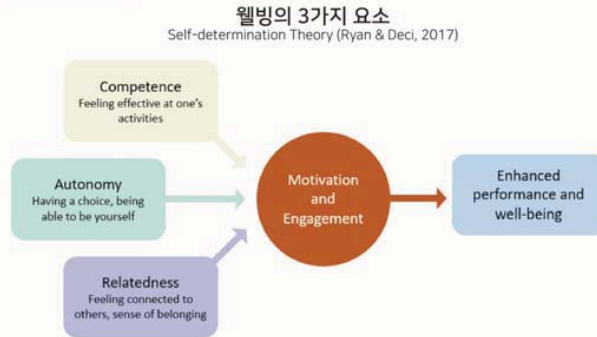 웰빙의 3가지 요소
Self-determination Theory (Ryan & Deci, 2017)
Competence
Feeling effective at one's
activities
Autonomy
Having a choice, being
able to be yourself
Relatedness
Feeling connected to
others, sense of belonging
Motivation
and
Engagement
Enhanced
performance and
well-being